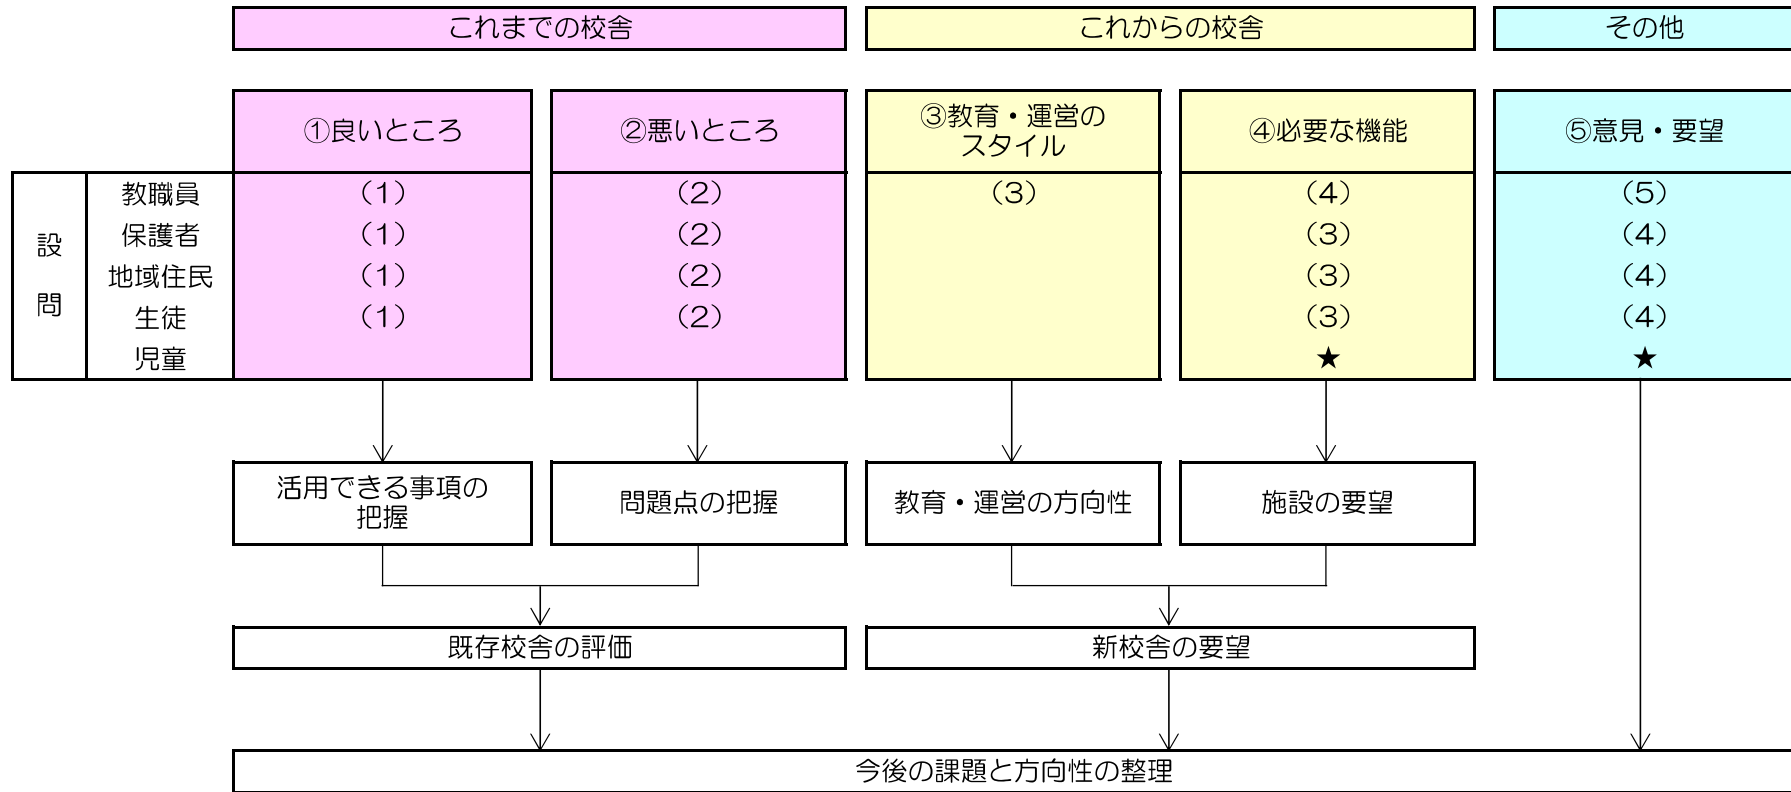 これまでの校舎
これからの校舎
その他
①良いところ
②悪いところ
③教育・運営の
スタイル
④必要な機能
⑤意見・要望
設
問
教職員 (1) (2) (3) (4) (5)
保護者 (1) (2) (3) (4)
地域住民 (1) (2) (3) (4)
生徒 (1) (2) (3) (4)
児童 ★ ★
活用できる事項の
把握
問題点の把握
教育・運営の方向性
施設の要望
既存校舎の評価
新校舎の要望
今後の課題と方向性の整理